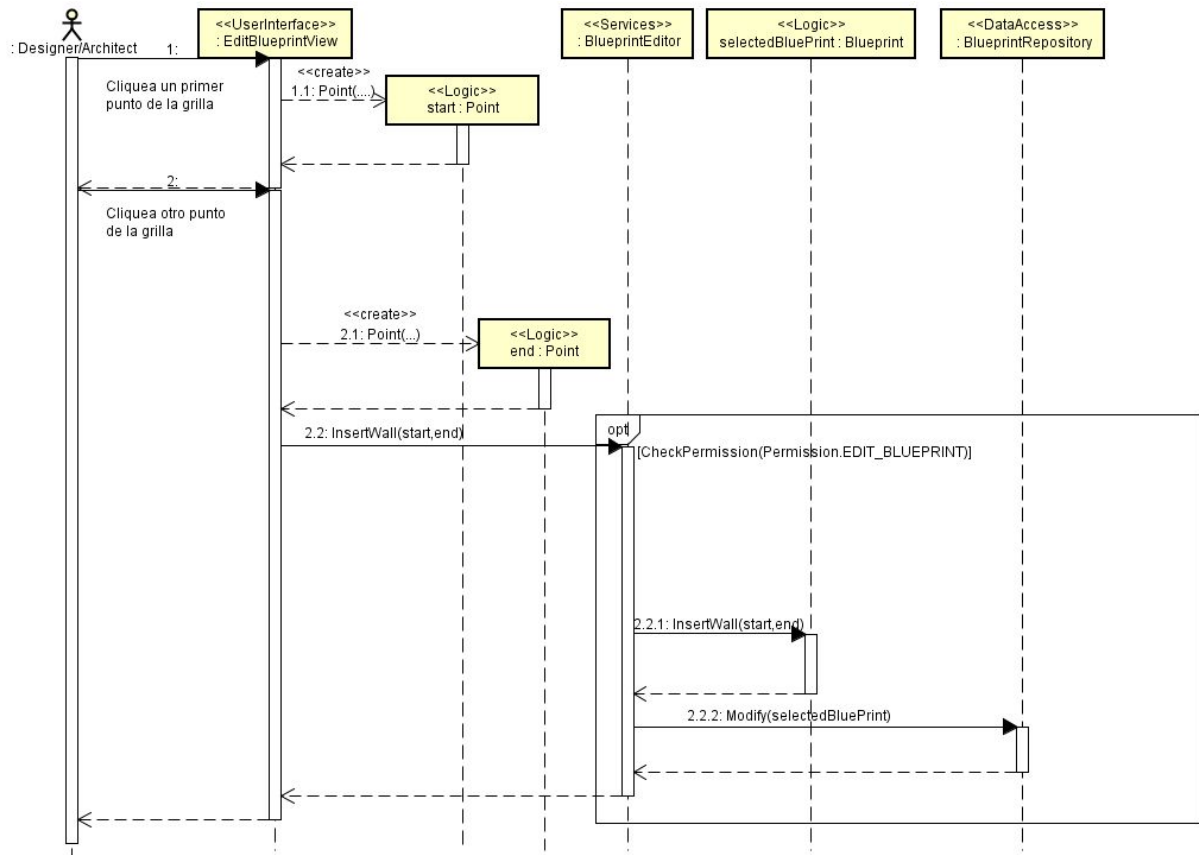 <<UserInterface>>
: EditBlueprintView
<<Services>>
: BlueprintEditor
<<Logic>>
selectedBluePrint : Blueprint
<<DataAccess>>
: BlueprintRepository
: Designer/Architect
1:
Cliquea un primer
punto de la grilla
<<create>>
1.1: Point(....)
<<Logic>>
start : Point
2:
Cliquea otro punto
de la grilla
<<create>>
2.1: Point(...)
<<Logic>>
end : Point
2.2: InsertWall(start,end)
opt
[CheckPermission(Permission.EDIT_BLUEPRINT)]
2.2.1: InsertWall(start,end)
2.2.2: Modify(selectedBluePrint)